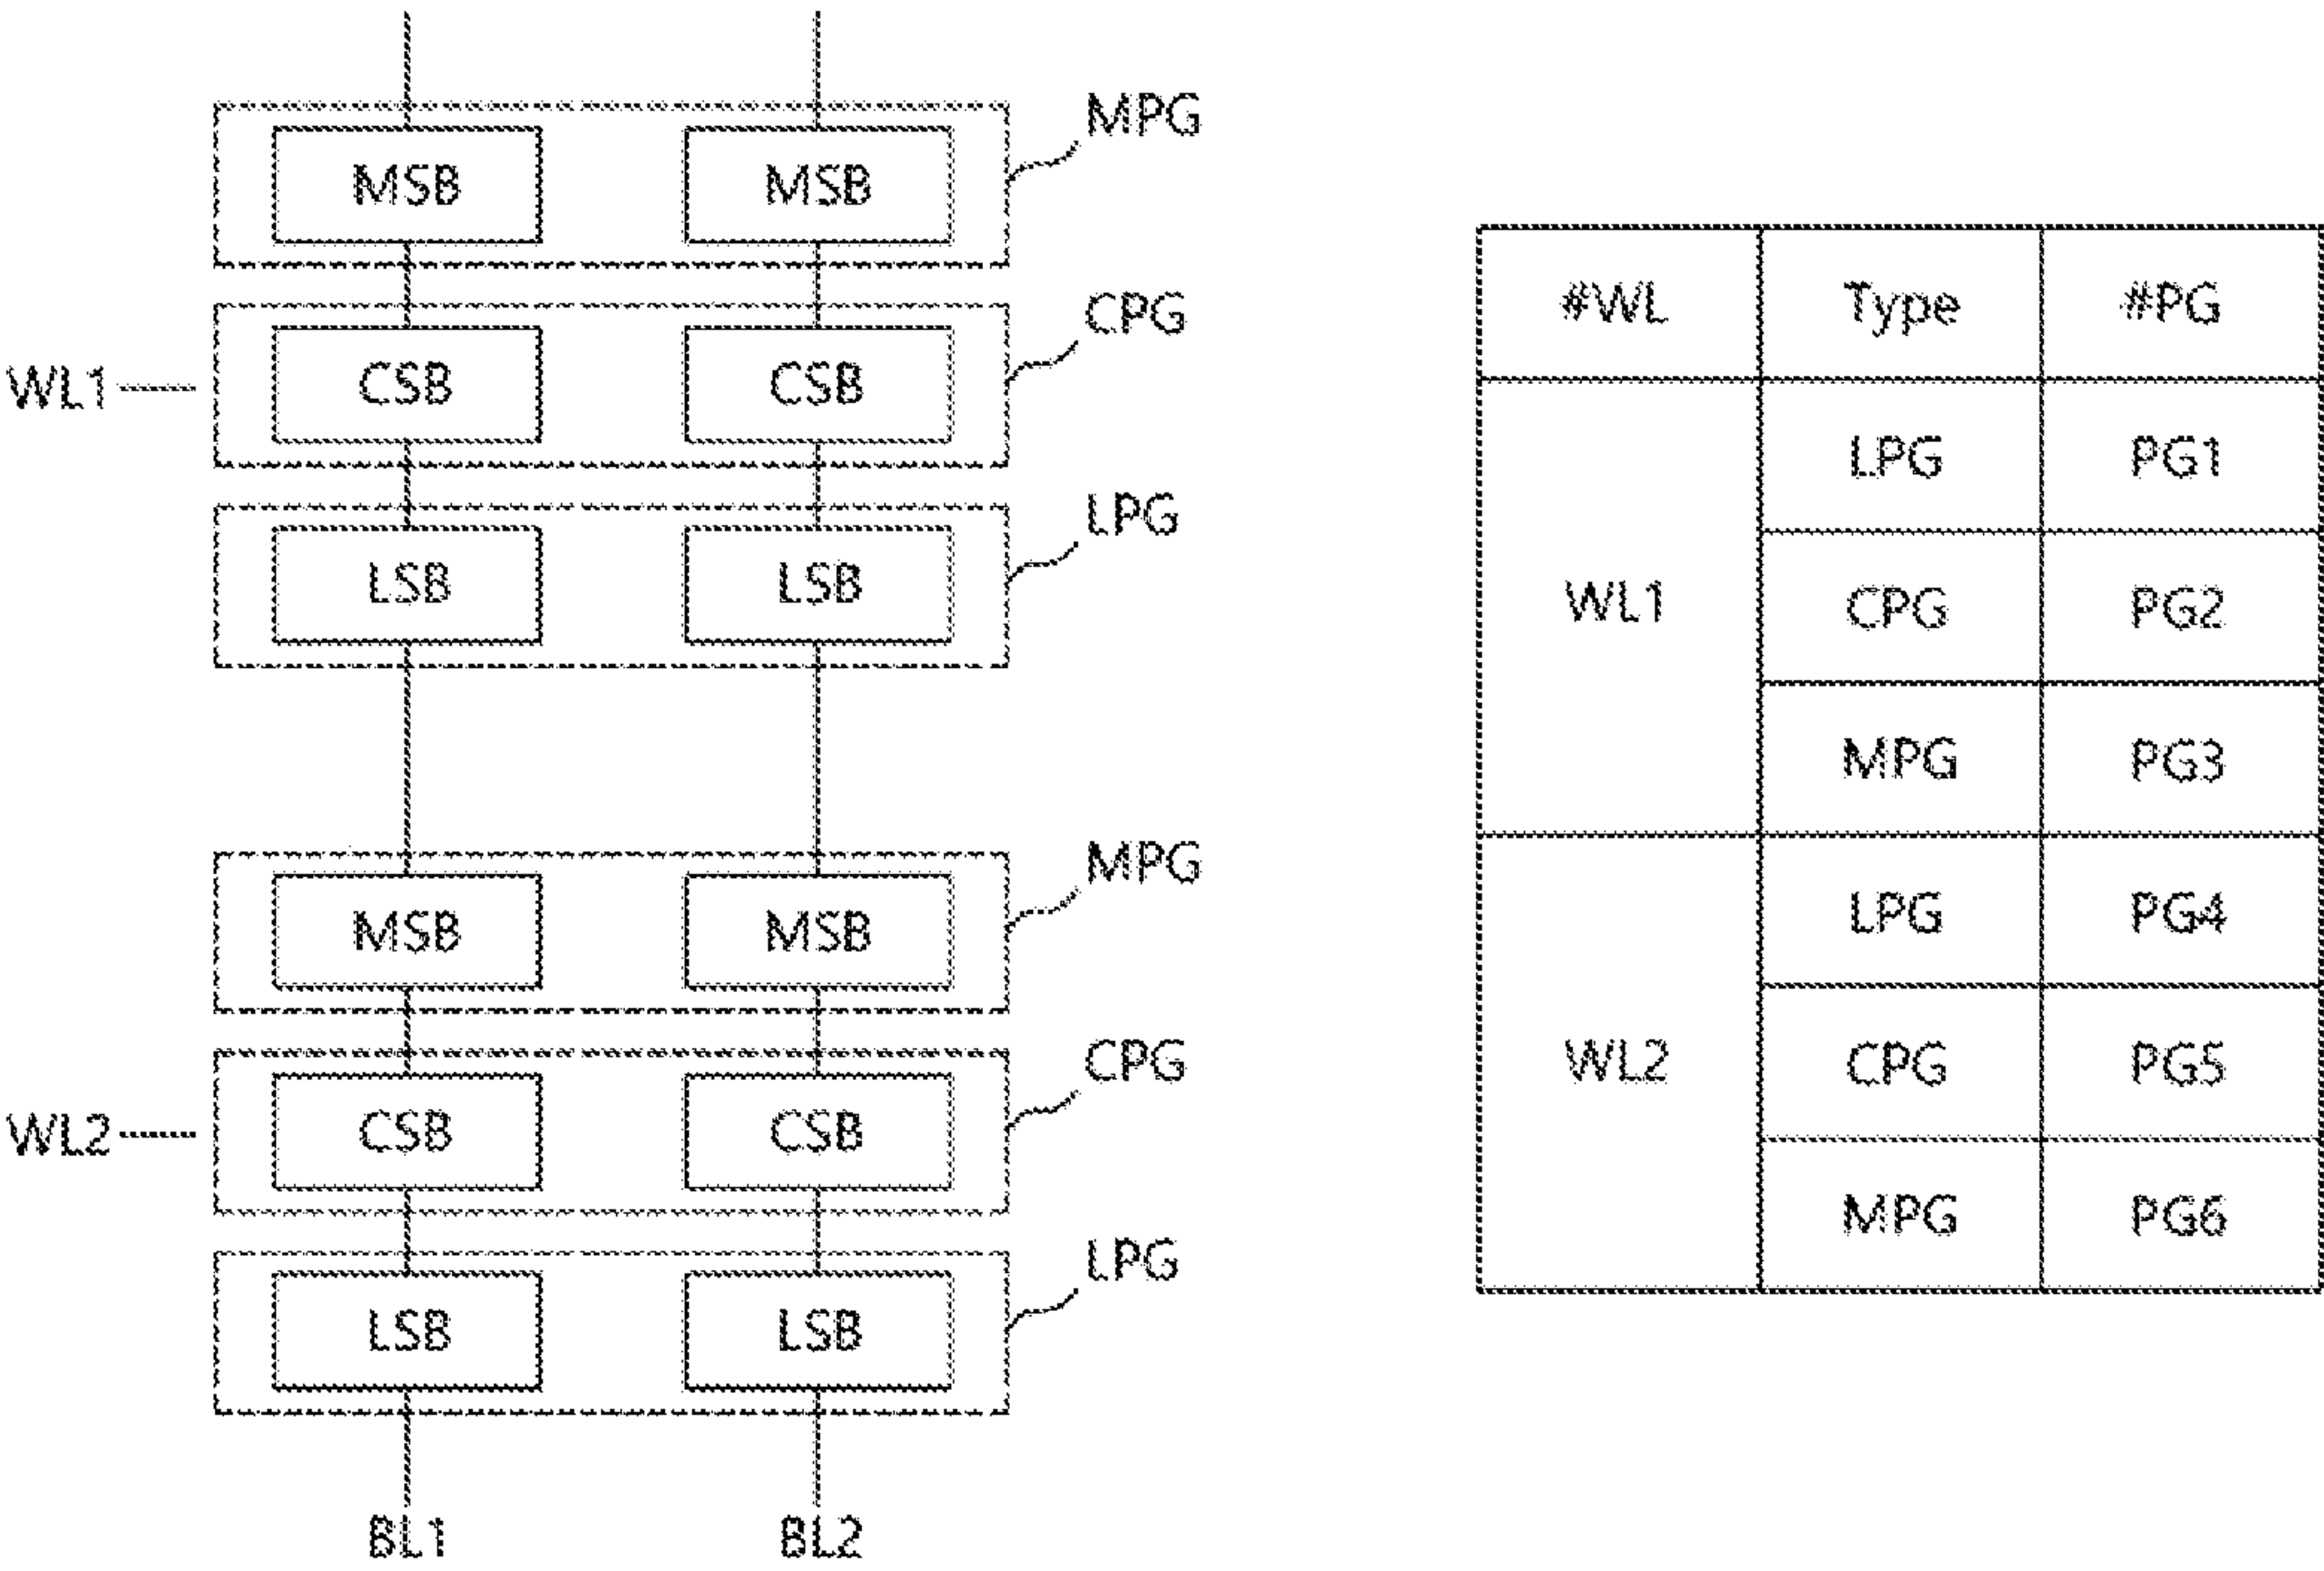 MPG
MSB MSB
CPG
WL1 CSB CSB
LPG
LSB LSB
MPG
MSB MSB
CPG
WL2 CSB CSB
LPG
LSB LSB
BL1 BL2
#WL Type #PG
LPG PG1
WL1 CPG PG2
MPG PG3
LPG PG4
WL2 CPG PG5
MPG PG6